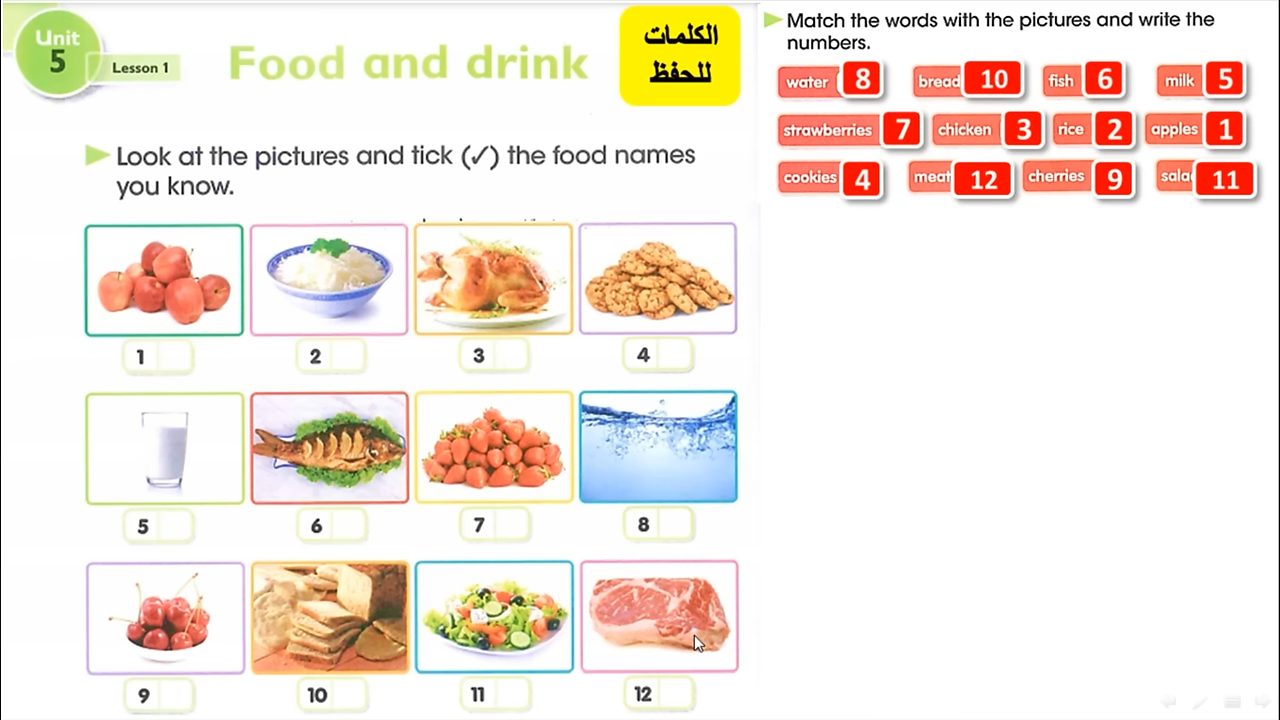 Unit
5
Lesson 1
Food and drink
الكلمات
للحفظ
Look at the pictures and tick (✓) the food names
you know.
1 2 3 4
5 6 7 8
9 10 11 12
Match the words with the pictures and write the
numbers.
water 8 bread 10 fish 6 milk 5
strawberries 7 chicken 3 rice 2 apples 1
cookies 4 meat 12 cherries 9 sala 11